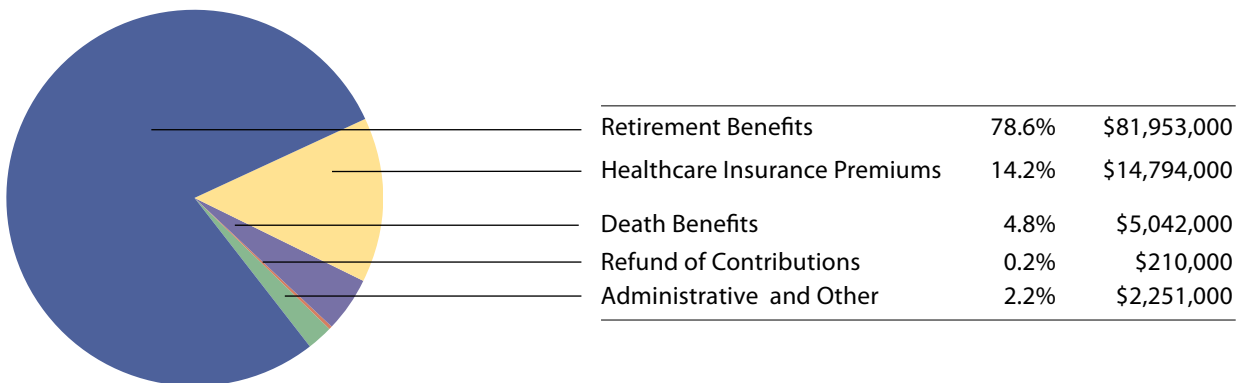 Retirement Benefits 78.6% $81,953,000
Healthcare Insurance Premiums 14.2% $14,794,000
Death Benefits 4.8% $5,042,000
Refund of Contributions 0.2% $210,000
Administrative and Other 2.2% $2,251,000